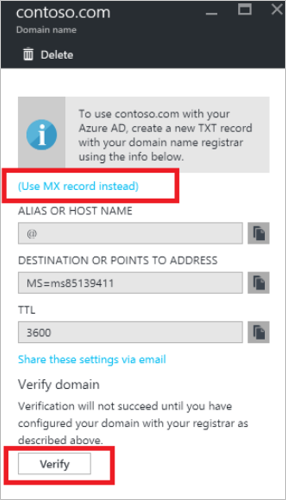 contoso.com
Domain name
Delete
To use contoso.com with your
Azure AD, create a new TXT record
with your domain name registrar
using the info below.
(Use MX record instead)
ALIAS OR HOST NAME
@
DESTINATION OR POINTS TO ADDRESS
MS=ms85139411
TTL
3600
Share these settings via email
Verify domain
Verification will not succeed until you have
configured your domain with your registrar as
described above.
Verify